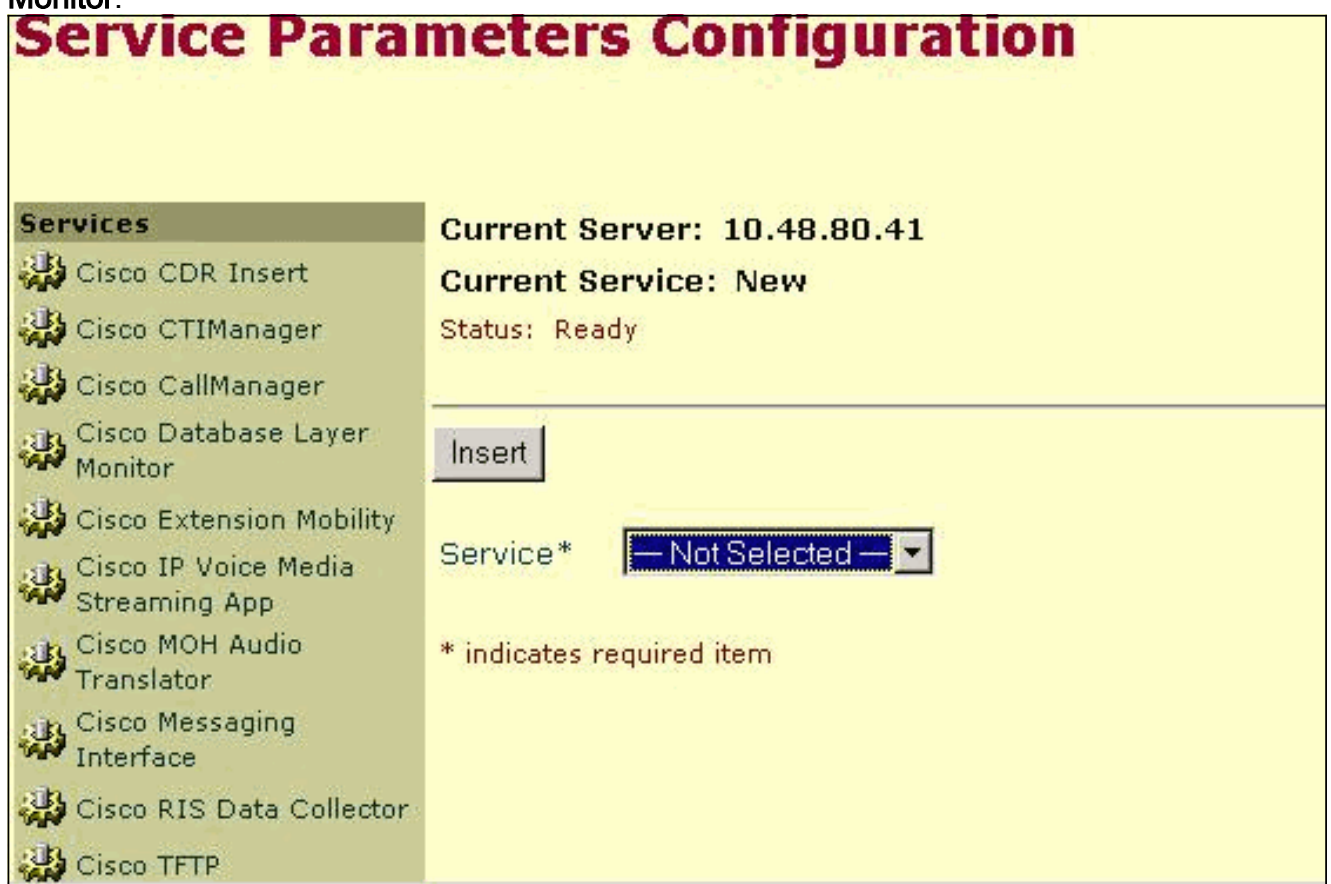 Monitor.
Service Parameters Configuration
Services
Cisco CDR Insert
Cisco CTIManager
Cisco CallManager
Cisco Database Layer
Monitor
Cisco Extension Mobility
Cisco IP Voice Media
Streaming App
Cisco MOH Audio
Translator
Cisco Messaging
Interface
Cisco RIS Data Collector
Cisco TFTP
Current Server: 10.48.80.41
Current Service: New
Status: Ready
Insert
Service* — Not Selected —
* indicates required item